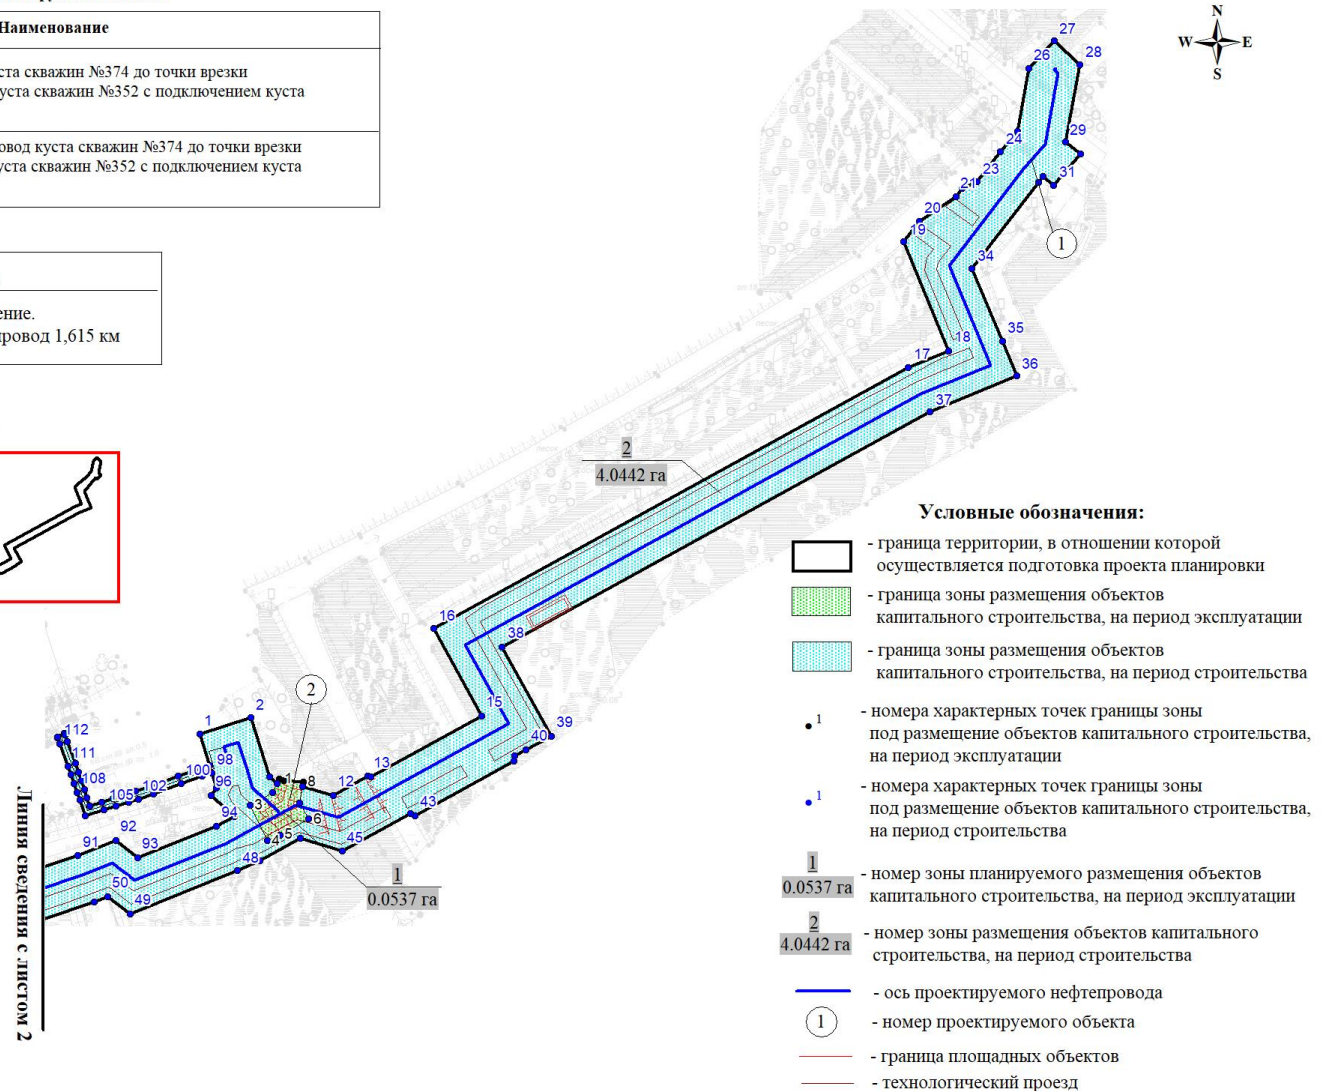 Наименование
ста скважин №374 до точки врезки
уста скважин №352 с подключением куста
овод куста скважин №374 до точки врезки
уста скважин №352 с подключением куста
ение.
провод 1,615 км
N
W E
S
27
26
28
24
29
23
31
21
20
19
1
34
35
18
17
36
37
2
4.0442 га
16
38
15
39
40
2
1
2
112
111
98
100
1
8
13
12
108
96
102
105
3
43
94
6
92
5
4
91
93
45
48
50
49
1
0.0537 га
Линия сведения с листом 2
Условные обозначения:
- граница территории, в отношении которой
осуществляется подготовка проекта планировки
- граница зоны размещения объектов
капитального строительства, на период эксплуатации
- граница зоны размещения объектов
капитального строительства, на период строительства
1 - номера характерных точек границы зоны
под размещение объектов капитального строительства,
на период эксплуатации
1 - номера характерных точек границы зоны
под размещение объектов капитального строительства,
на период строительства
1
0.0537 га
- номер зоны планируемого размещения объектов
капитального строительства, на период эксплуатации
2
4.0442 га
- номер зоны размещения объектов капитального
строительства, на период строительства
- ось проектируемого нефтепровода
1 - номер проектируемого объекта
- граница площадных объектов
- технологический проезд